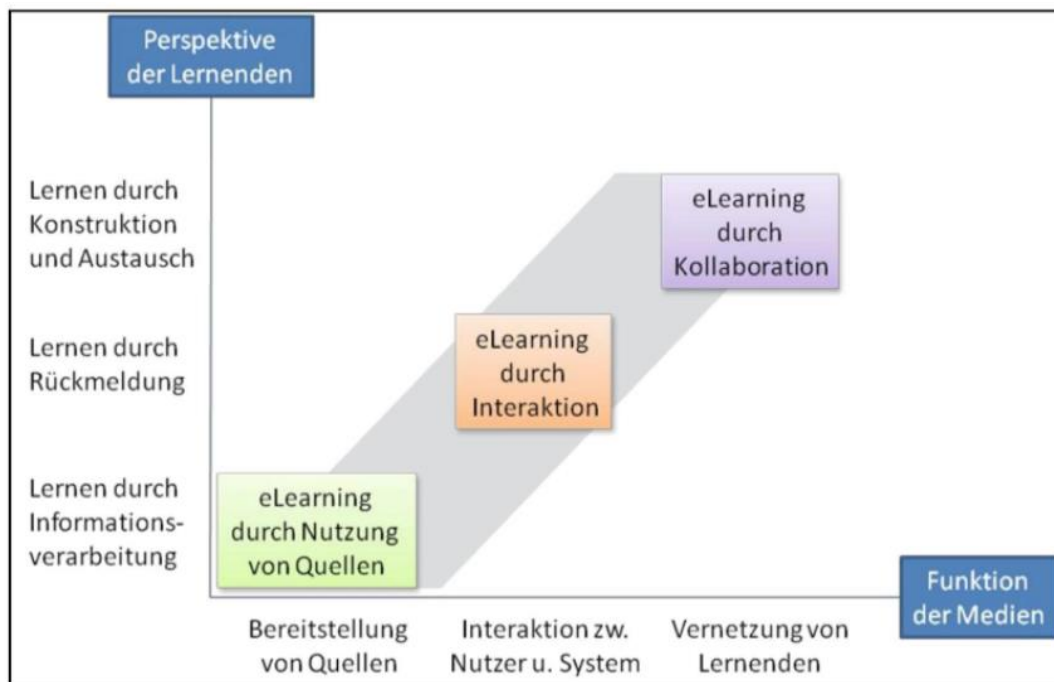 Perspektive
der Lernenden
Lernen durch
Konstruktion
und Austausch
eLearning
durch
Kollaboration
Lernen durch
Rückmeldung
eLearning
durch
Interaktion
Lernen durch
Informations-
verarbeitung
eLearning
durch Nutzung
von Quellen
Funktion
der Medien
Bereitstellung
von Quellen
Interaktion zw.
Nutzer u. System
Vernetzung von
Lernenden